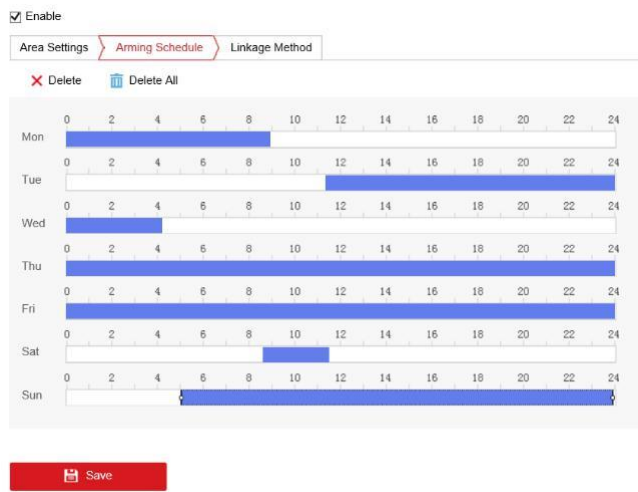 Enable
Area Settings Arming Schedule Linkage Method
Delete Delete All
0 2 4 6 8 10 12 14 16 18 20 22 24
Mon
0 2 4 6 8 10 12 14 16 18 20 22 24
Tue
0 2 4 6 8 10 12 14 16 18 20 22 24
Wed
0 2 4 6 8 10 12 14 16 18 20 22 24
Thu
0 2 4 6 8 10 12 14 16 18 20 22 24
Fri
0 2 4 6 8 10 12 14 16 18 20 22 24
Sat
0 2 4 6 8 10 12 14 16 18 20 22 24
Sun
Save